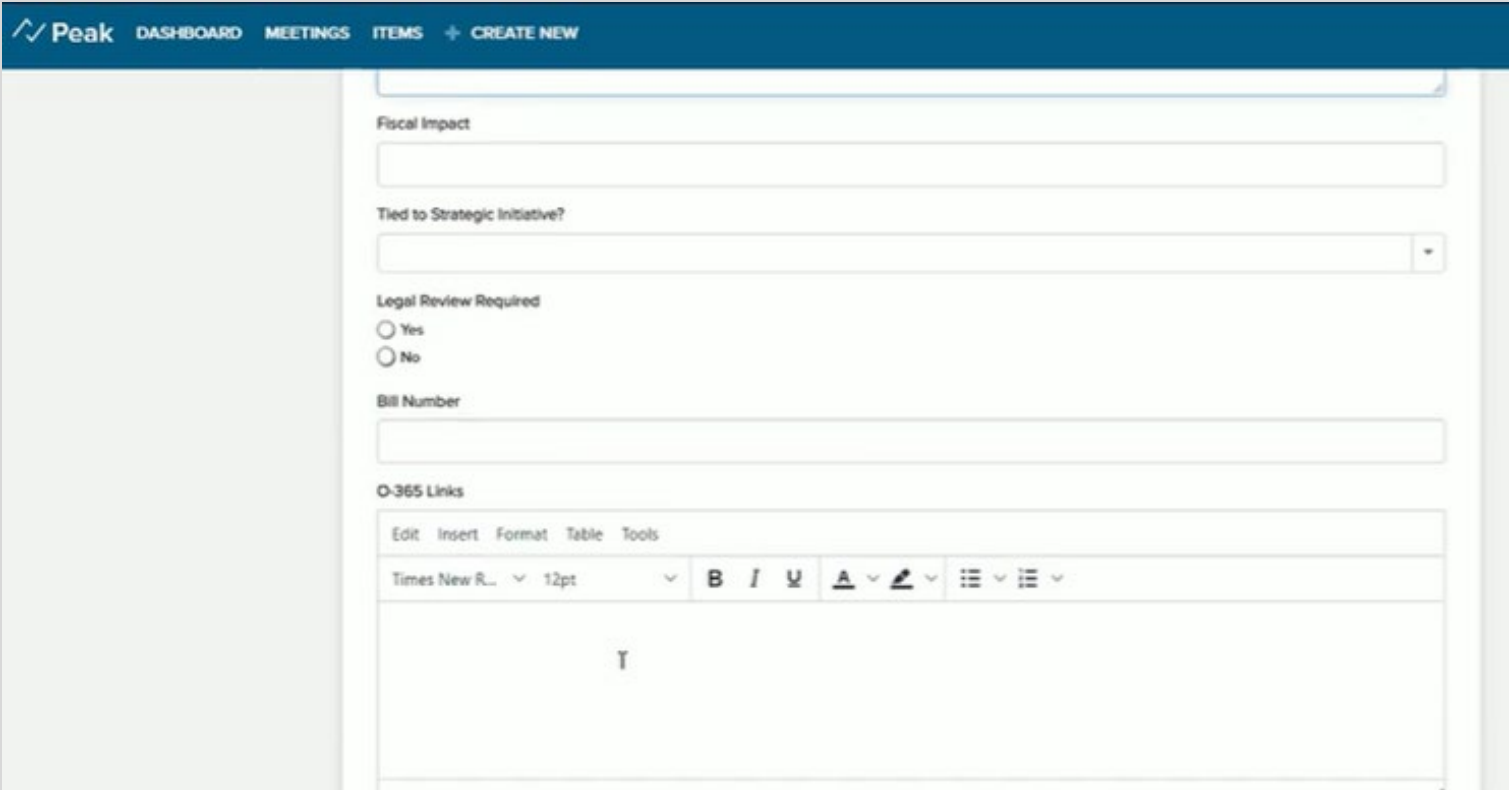 Peak DASHBOARD MEETINGS ITEMS + CREATE NEW
Fiscal Impact
Tied to Strategic Initiative?
Legal Review Required
Yes
No
Bill Number
O-365 Links
Edit Insert Format Table Tools
Times New R... 12pt B I U A